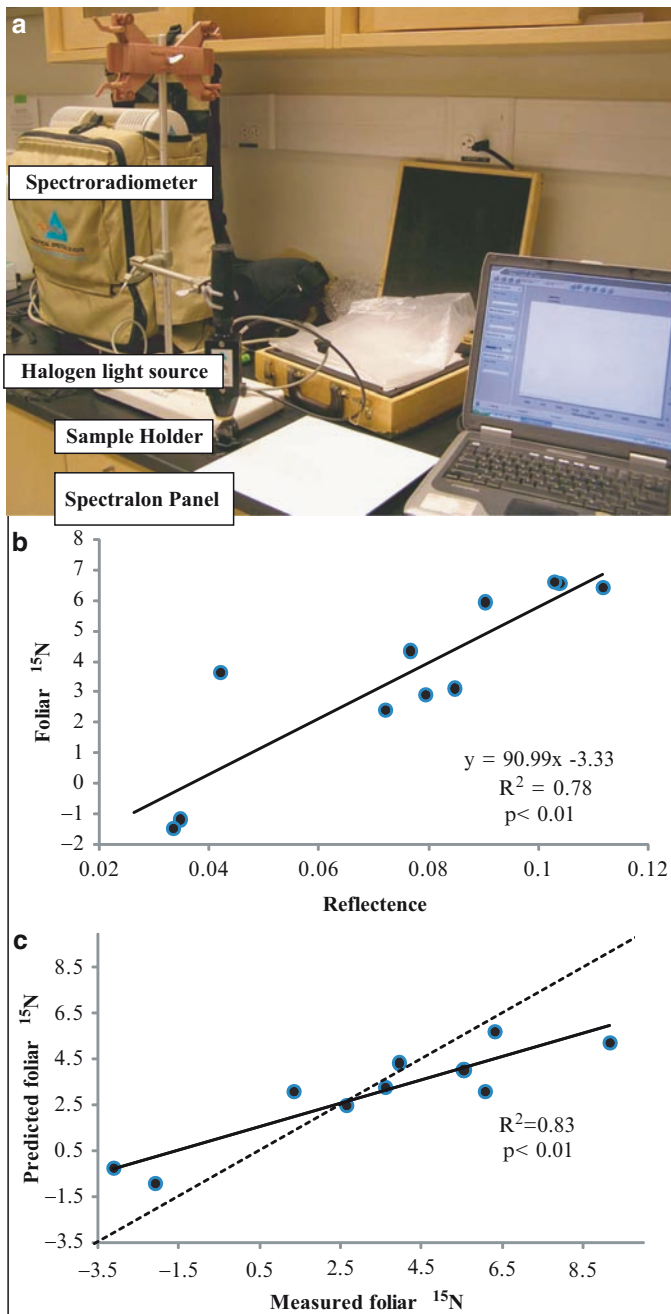 a
Spectroradiometer
Halogen light source
Sample Holder
Spectralon Panel
b
Foliar ¹⁵N
8
7
6
5
4
3
2
1
0
−1
−2
y = 90.99x -3.33
R² = 0.78
p< 0.01
0.02 0.04 0.06 0.08 0.1 0.12
Reflectence
c
Predicted foliar ¹⁵N
8.5
6.5
4.5
2.5
0.5
−1.5
−3.5
R²=0.83
p< 0.01
−3.5 −1.5 0.5 2.5 4.5 6.5 8.5
Measured foliar ¹⁵N